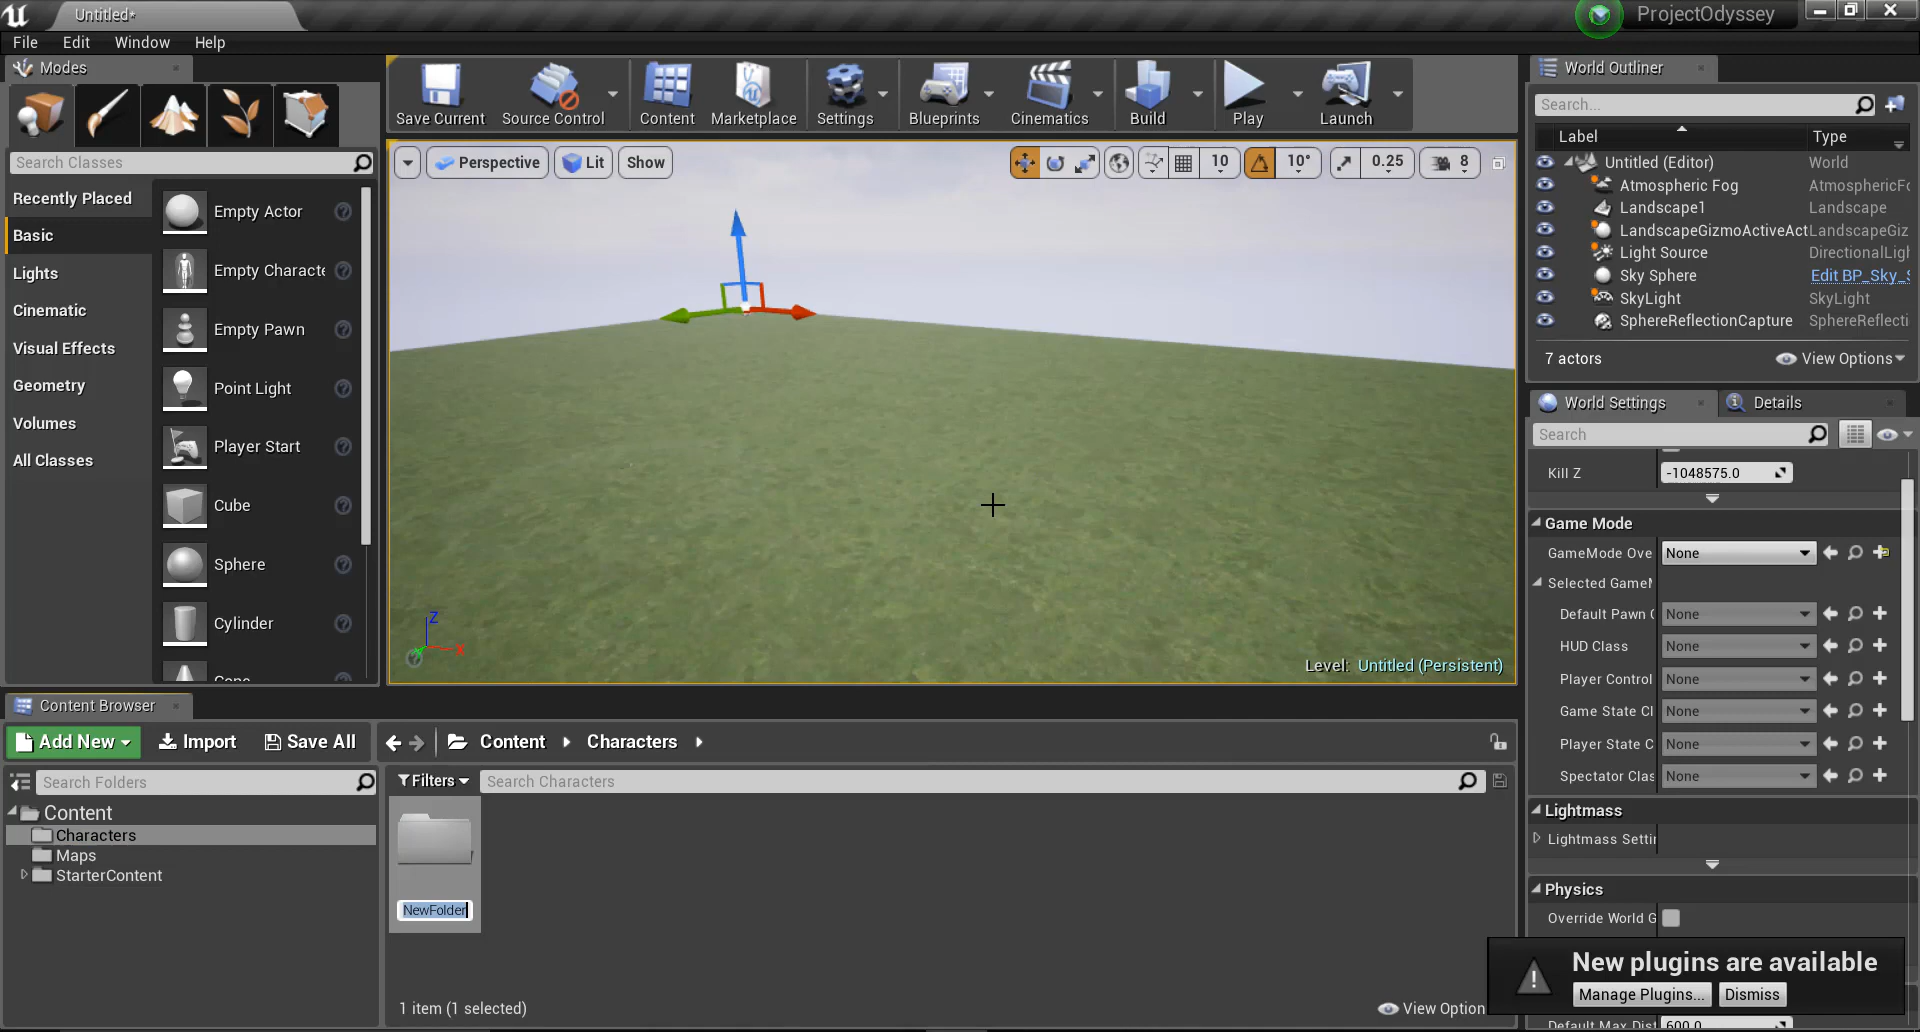 Untitled*
ProjectOdyssey
File Edit Window Help
Modes
Search Classes
Recently Placed
Basic
Lights
Cinematic
Visual Effects
Geometry
Volumes
All Classes
Empty Actor
Empty Characte
Empty Pawn
Point Light
Player Start
Cube
Sphere
Cylinder
Cone
Save Current
Source Control
Content
Marketplace
Settings
Blueprints
Cinematics
Build
Play
Launch
Perspective Lit Show
10 10° 0.25 8
Z
X
Level: Untitled (Persistent)
World Outliner
Search...
Label Type
Untitled (Editor) World
Atmospheric Fog AtmosphericFo
Landscape1 Landscape
LandscapeGizmoActiveAct LandscapeGiz
Light Source DirectionalLigh
Sky Sphere Edit BP_Sky_S
SkyLight SkyLight
SphereReflectionCapture SphereReflecti
7 actors View Options
World Settings Details
Search
Kill Z -1048575.0
Game Mode
GameMode Ove None
Selected GameM
Default Pawn C None
HUD Class None
Player Control None
Game State Cl None
Player State C None
Spectator Clas None
Lightmass
Lightmass Settin
Physics
Override World G
Default Max Dist 600.0
New plugins are available
Manage Plugins... Dismiss
Content Browser
Add New Import Save All
Content Characters
Search Folders
Content
Characters
Maps
StarterContent
Filters Search Characters
NewFolder
1 item (1 selected)
View Option